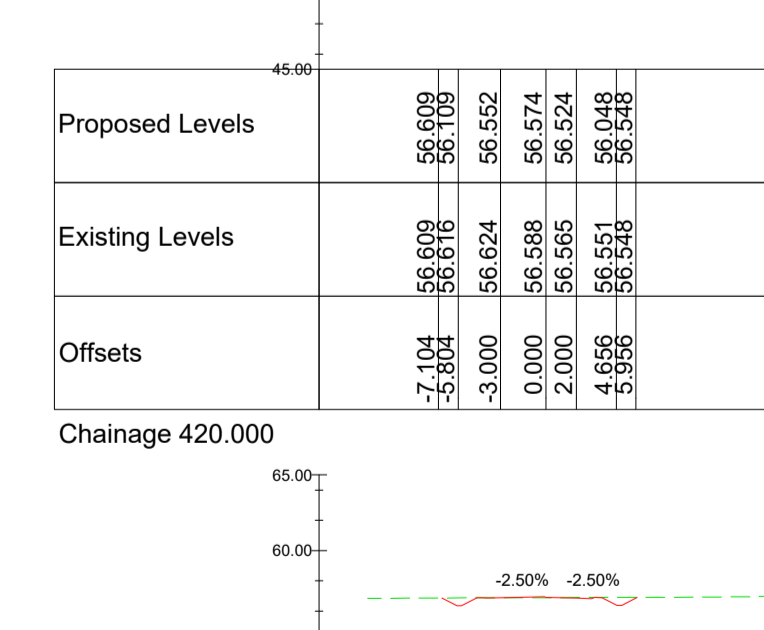 45.00
Proposed Levels 56.609 56.109 56.552 56.574 56.524 56.048 56.548
Existing Levels 56.609 56.616 56.624 56.588 56.565 56.551 56.548
Offsets -7.104 -5.804 -3.000 0.000 2.000 4.656 5.956
Chainage 420.000
65.00
60.00
-2.50% -2.50%